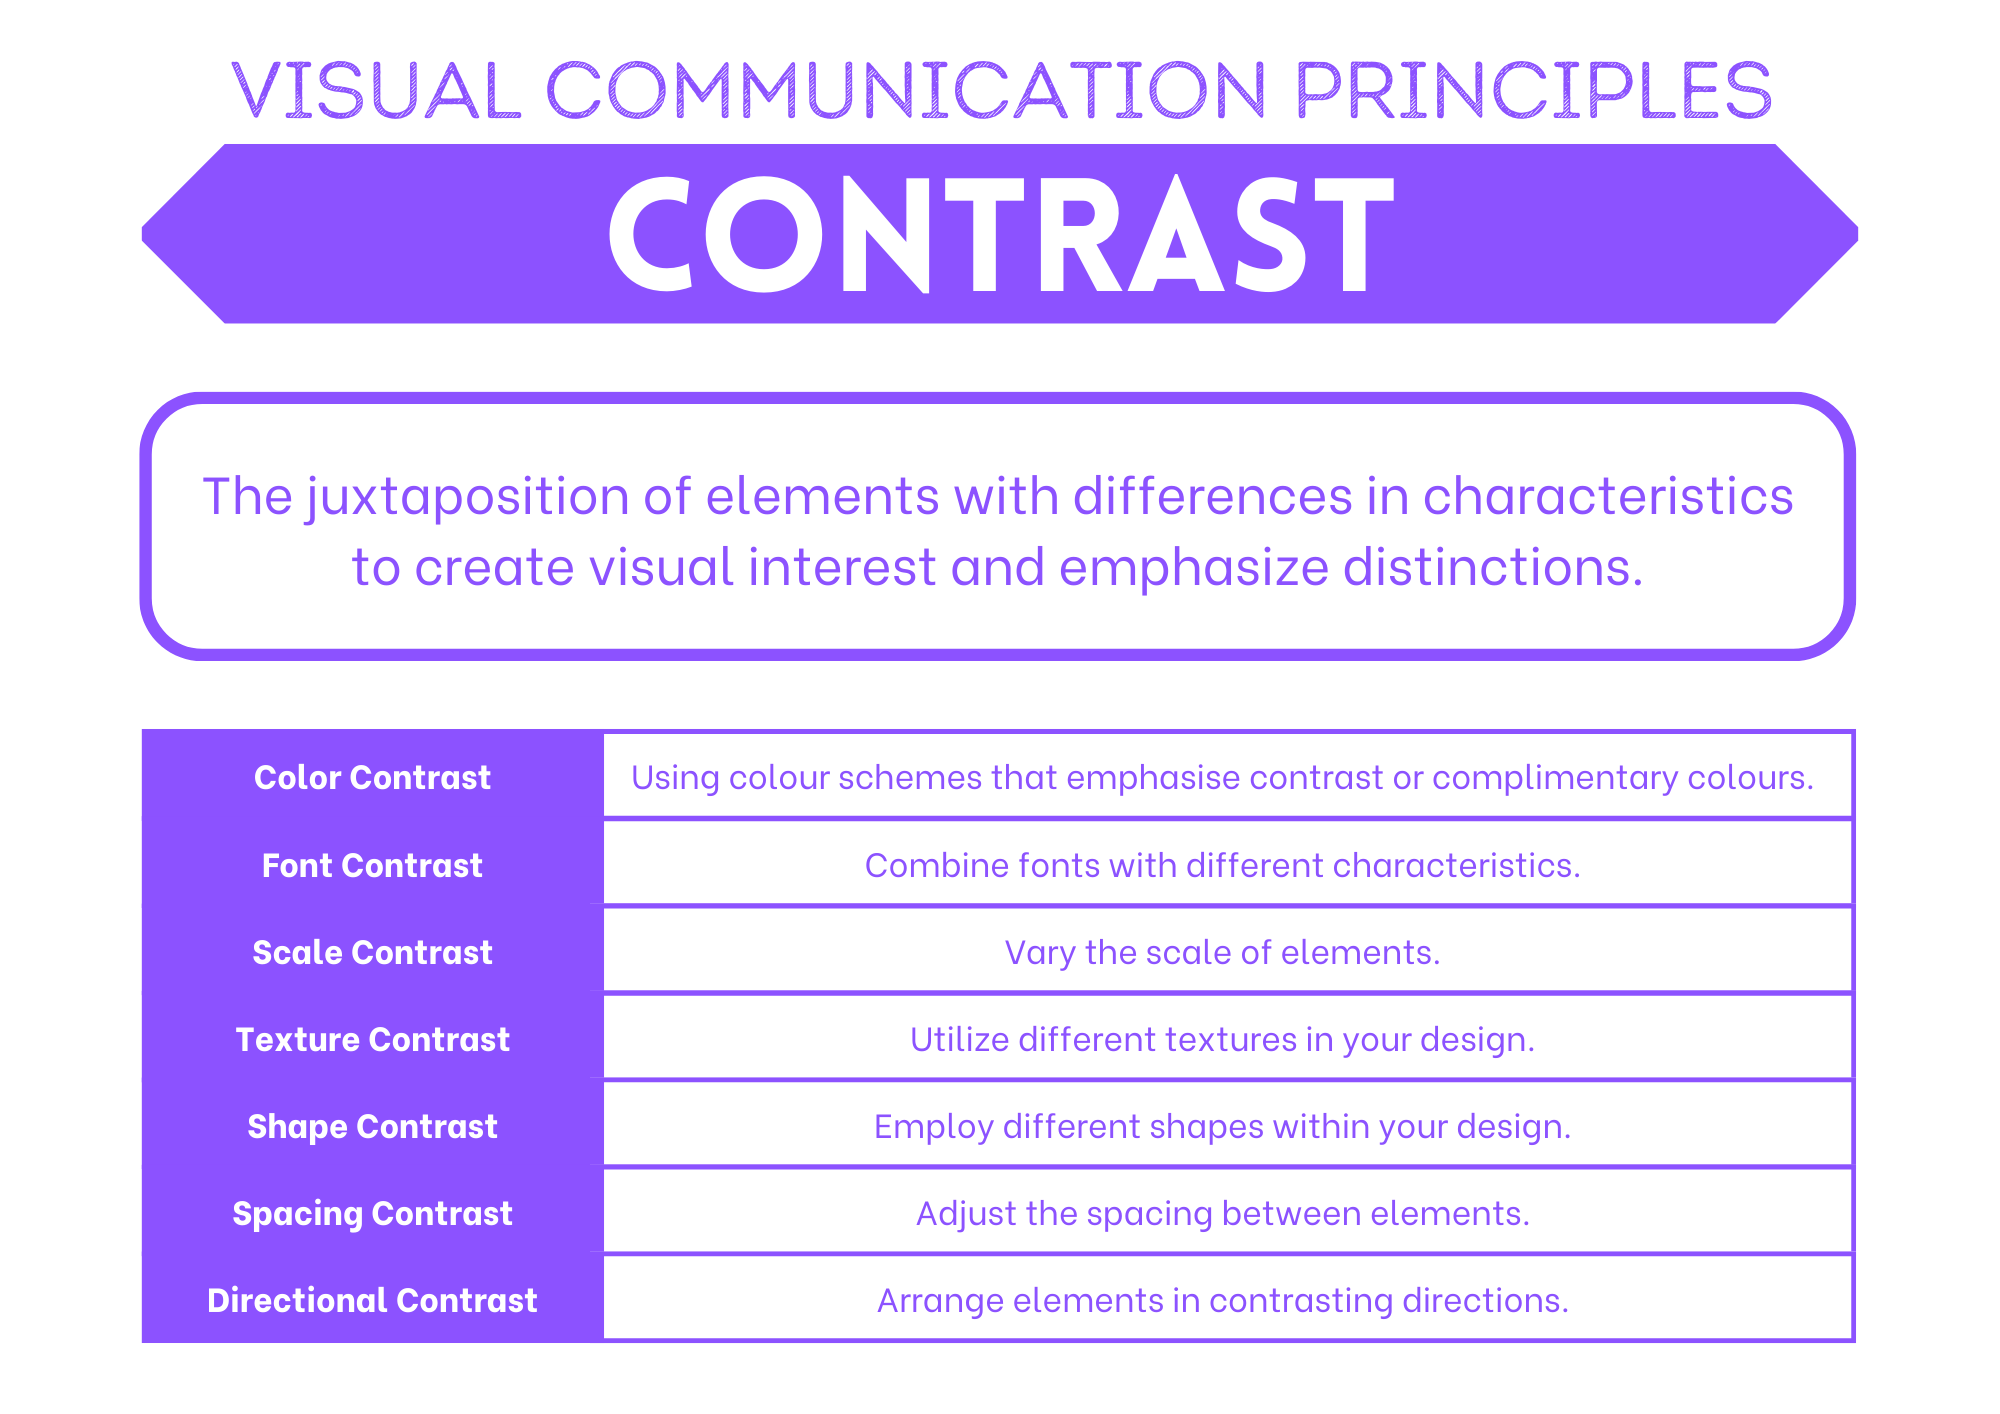 VISUAL COMMUNICATION PRINCIPLES
CONTRAST
The juxtaposition of elements with differences in characteristics
to create visual interest and emphasize distinctions.
Color Contrast Using colour schemes that emphasise contrast or complimentary colours.
Font Contrast Combine fonts with different characteristics.
Scale Contrast Vary the scale of elements.
Texture Contrast Utilize different textures in your design.
Shape Contrast Employ different shapes within your design.
Spacing Contrast Adjust the spacing between elements.
Directional Contrast Arrange elements in contrasting directions.